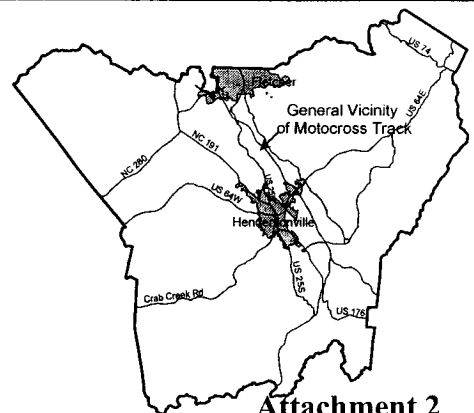 US 74
Fletcher
US 64E
General Vicinity
of Motocross Track
NC 280
NC 191
US 64W
Hendersonville
US 25S
Crab Creek Rd
US 176
Attachment 2